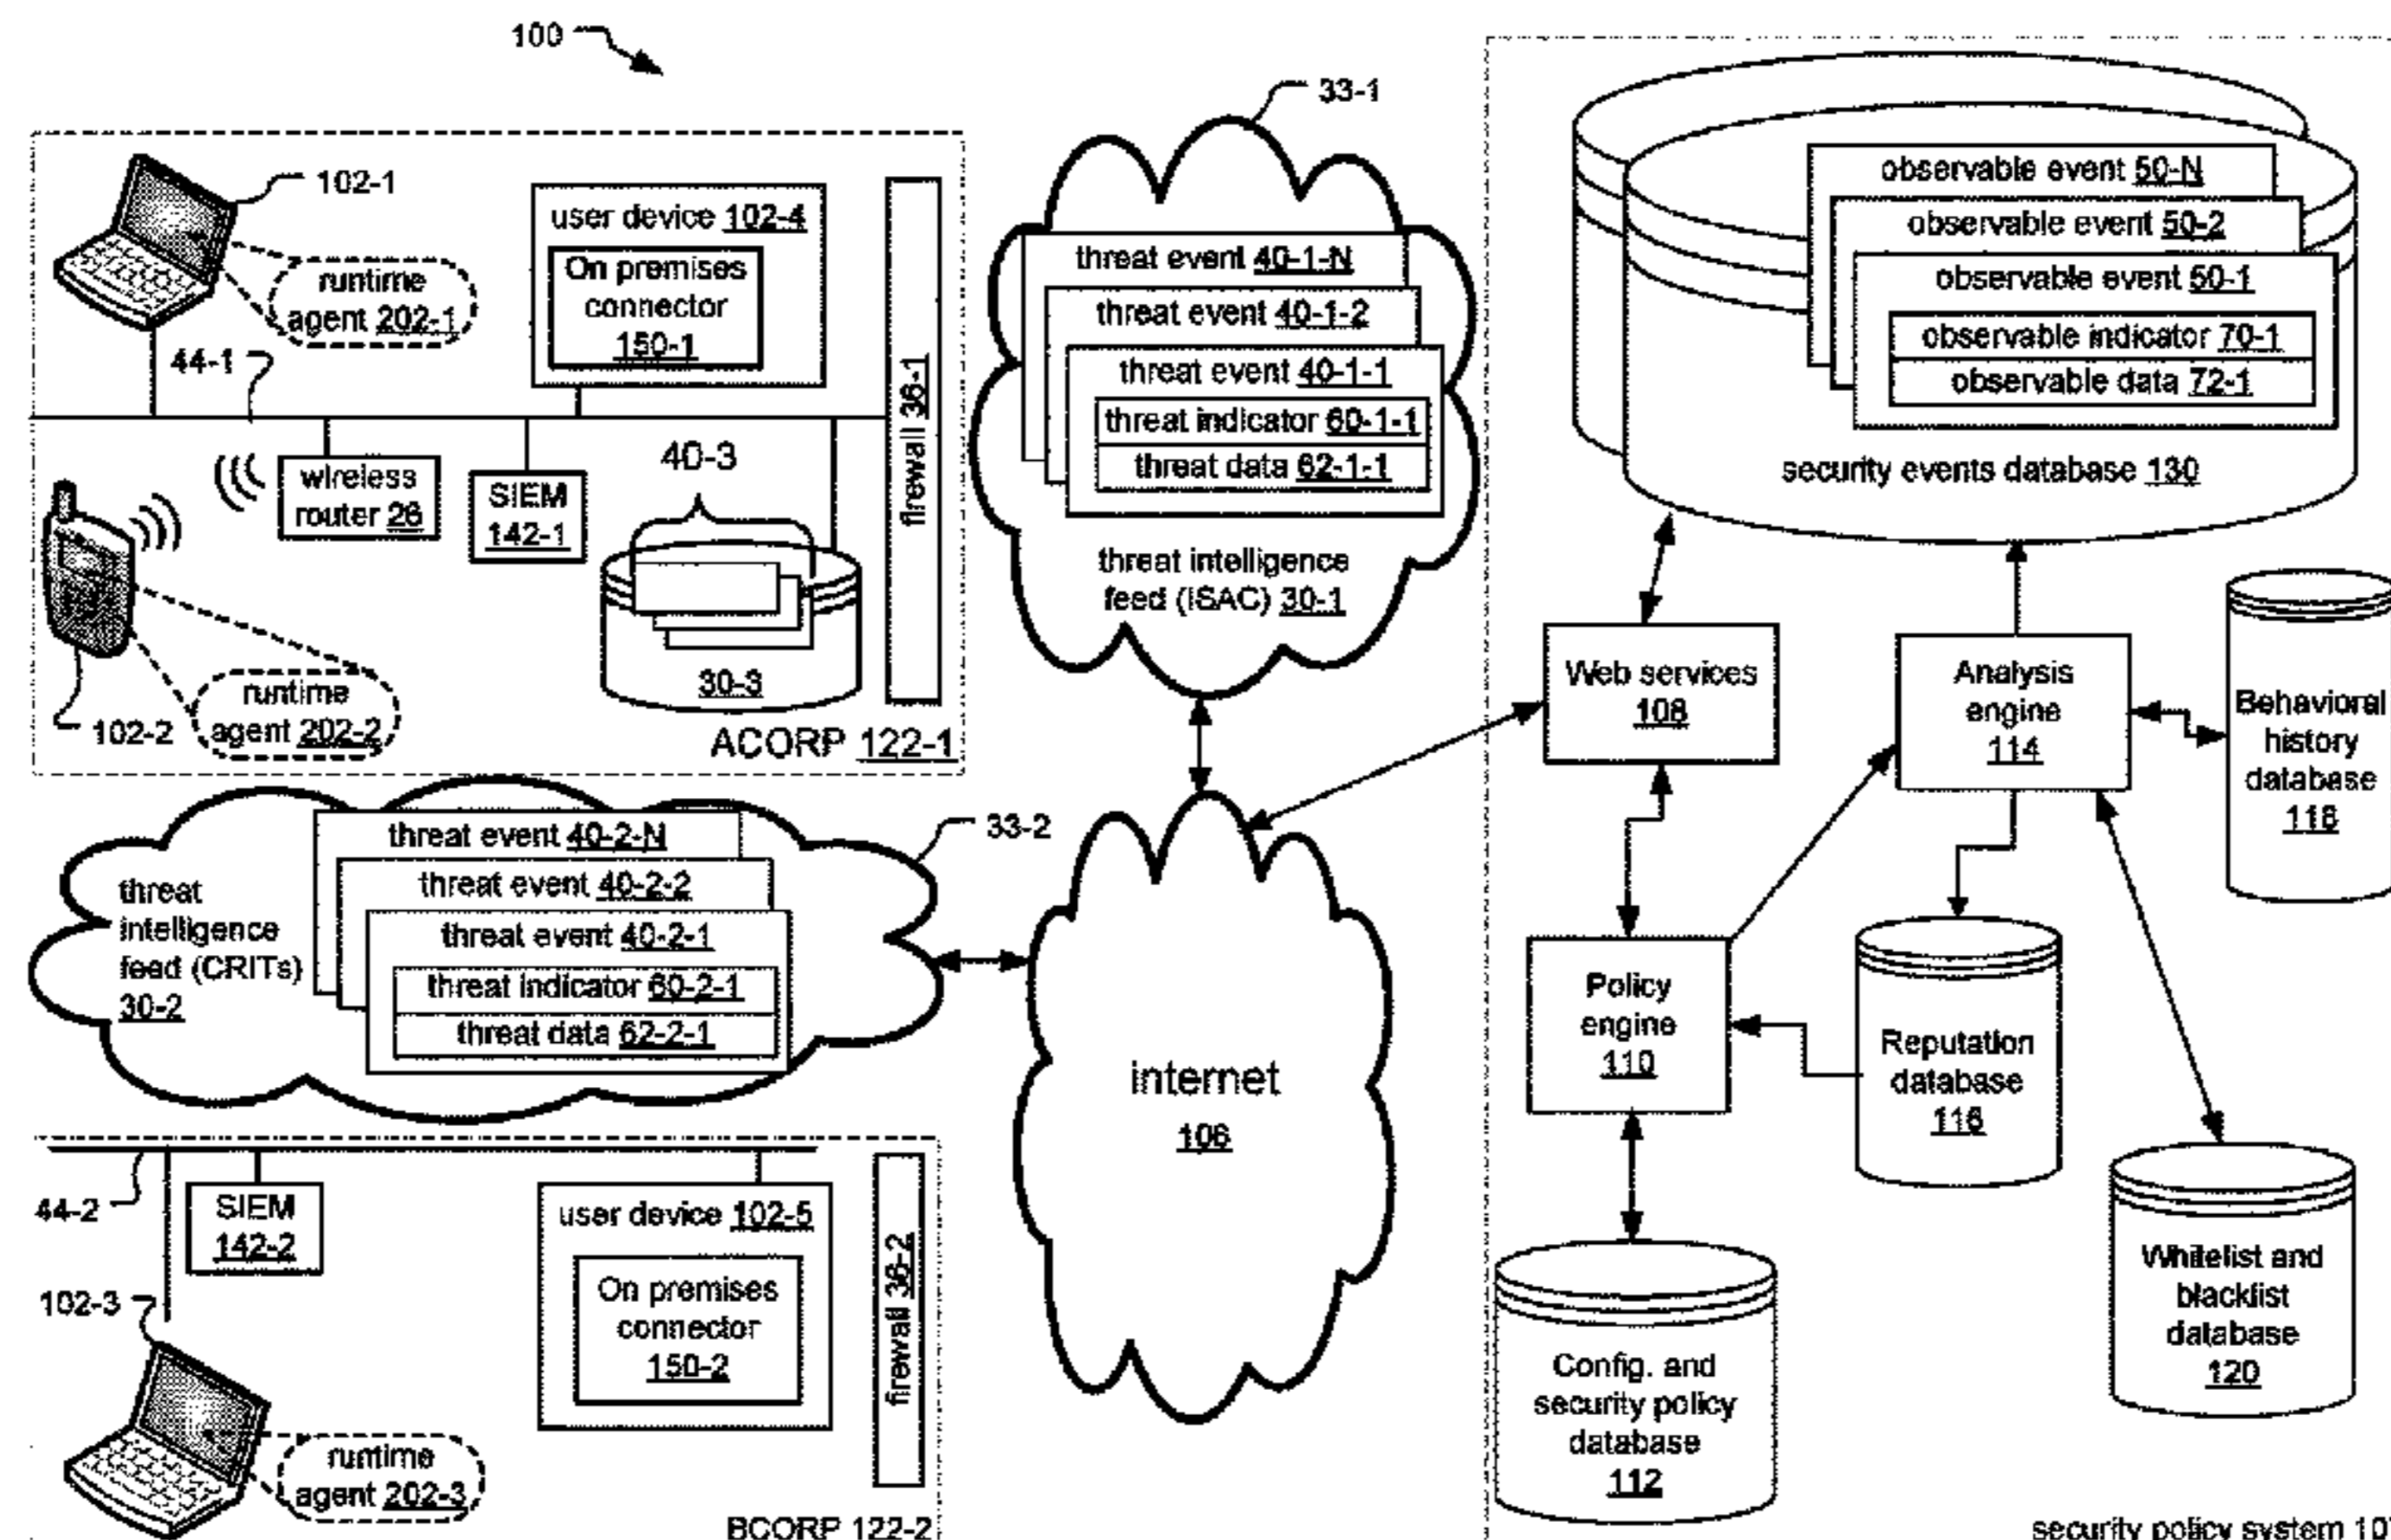 100
102-1
runtime
agent 202-1
user device 102-4
On premises
connector
150-1
44-1
wireless
router 26
SIEM
142-1
40-3
30-3
firewall 36-1
102-2
runtime
agent 202-2
ACORP 122-1
33-1
threat event 40-1-N
threat event 40-1-2
threat event 40-1-1
threat indicator 60-1-1
threat data 62-1-1
threat intelligence
feed (ISAC) 30-1
33-2
threat event 40-2-N
threat event 40-2-2
threat event 40-2-1
threat indicator 60-2-1
threat data 62-2-1
threat
intelligence
feed (CRITs)
30-2
internet
106
44-2
SIEM
142-2
user device 102-5
On premises
connector
150-2
firewall 36-2
102-3
runtime
agent 202-3
BCORP 122-2
observable event 50-N
observable event 50-2
observable event 50-1
observable indicator 70-1
observable data 72-1
security events database 130
Web services
108
Analysis
engine
114
Behavioral
history
database
118
Policy
engine
110
Reputation
database
116
Whitelist and
blacklist
database
120
Config. and
security policy
database
112
security policy system